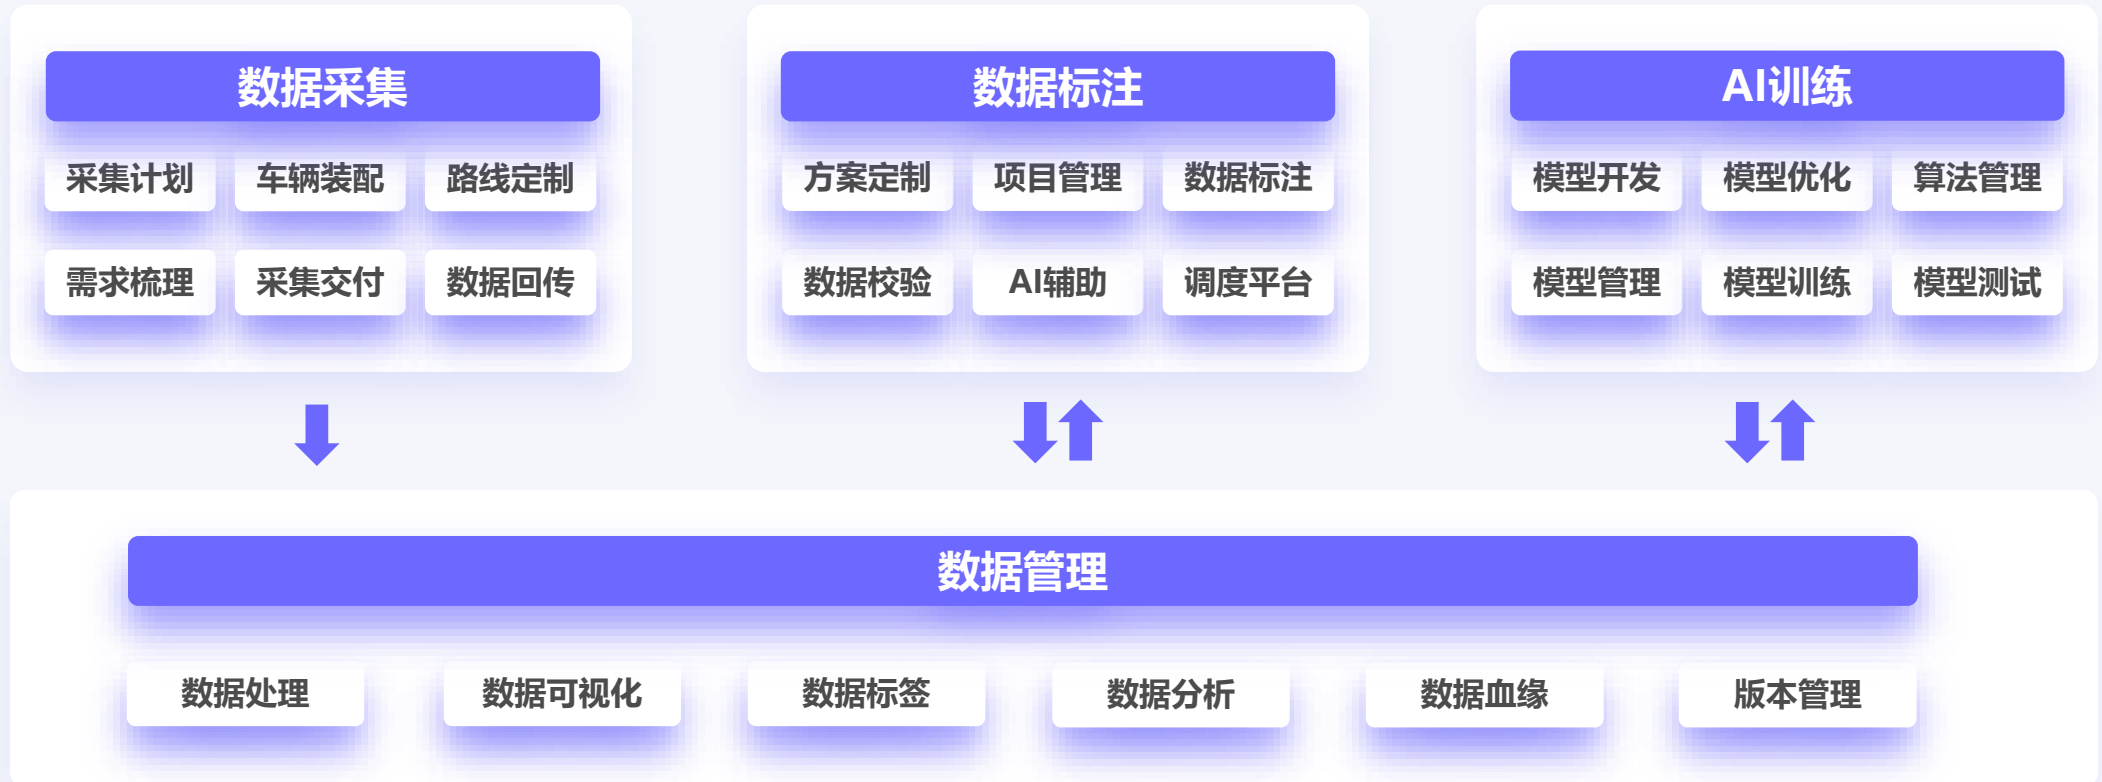 数据采集
采集计划 车辆装配 路线定制
需求梳理 采集交付 数据回传
数据标注
方案定制 项目管理 数据标注
数据校验 AI辅助 调度平台
AI训练
模型开发 模型优化 算法管理
模型管理 模型训练 模型测试
数据管理
数据处理 数据可视化 数据标签 数据分析 数据血缘 版本管理